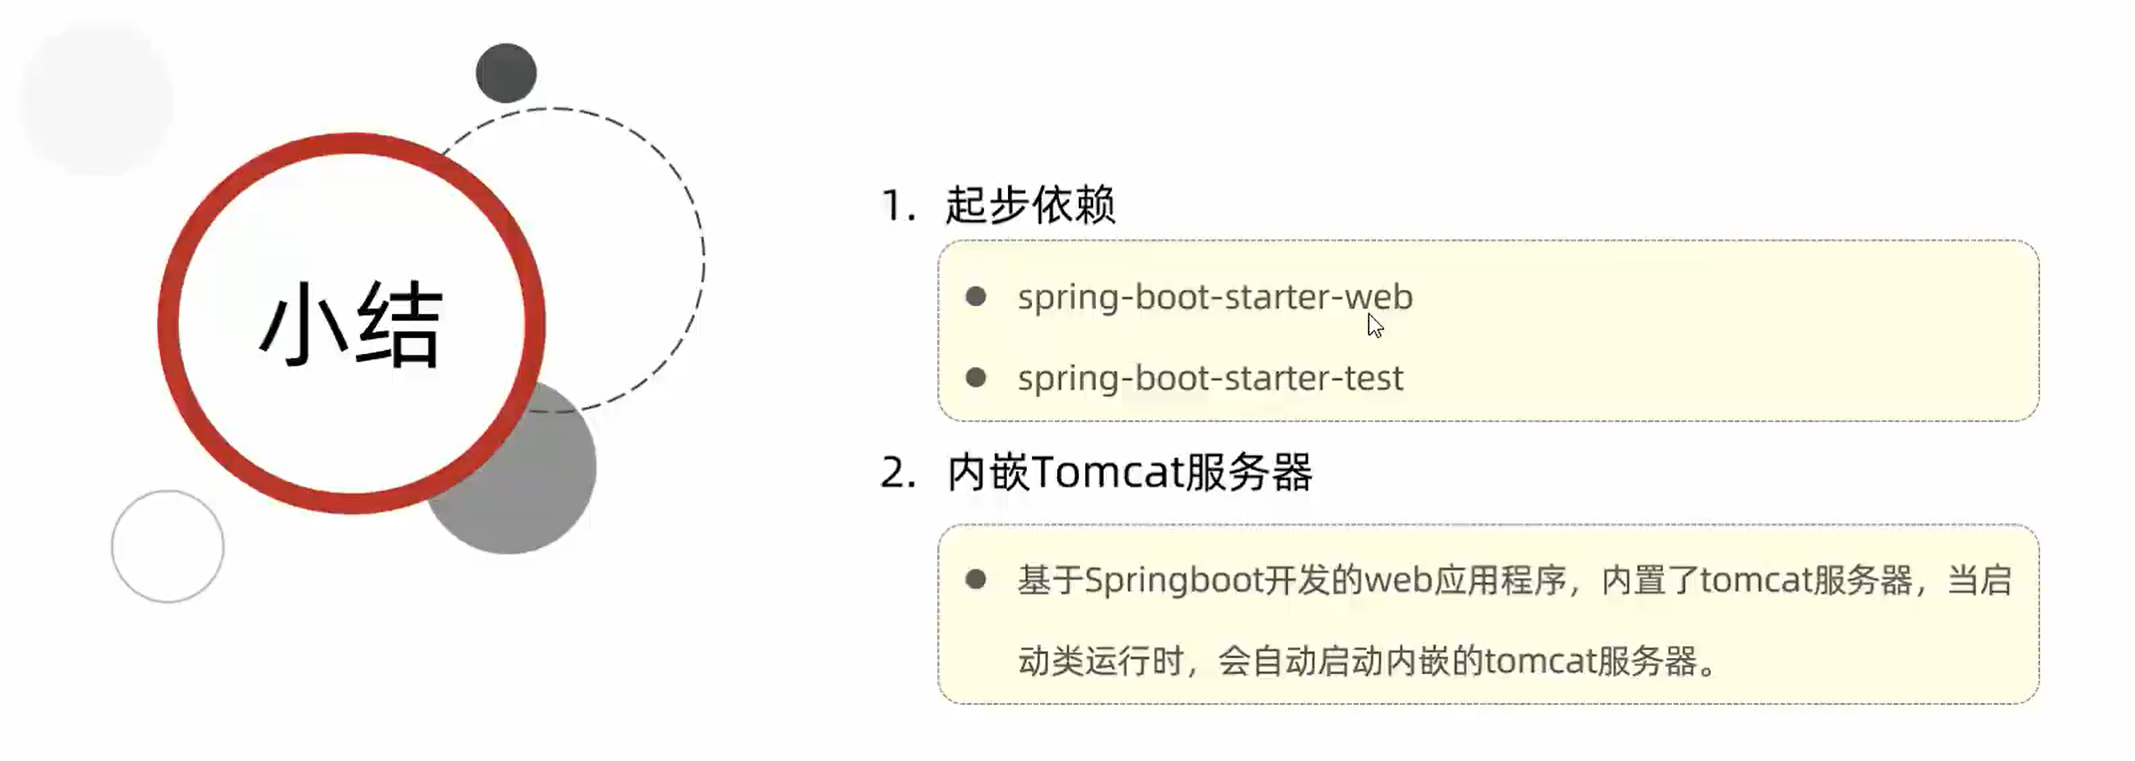 小结
1. 起步依赖
● spring-boot-starter-web
● spring-boot-starter-test
2. 内嵌Tomcat服务器
● 基于Springboot开发的web应用程序，内置了tomcat服务器，当启
动类运行时，会自动启动内嵌的tomcat服务器。